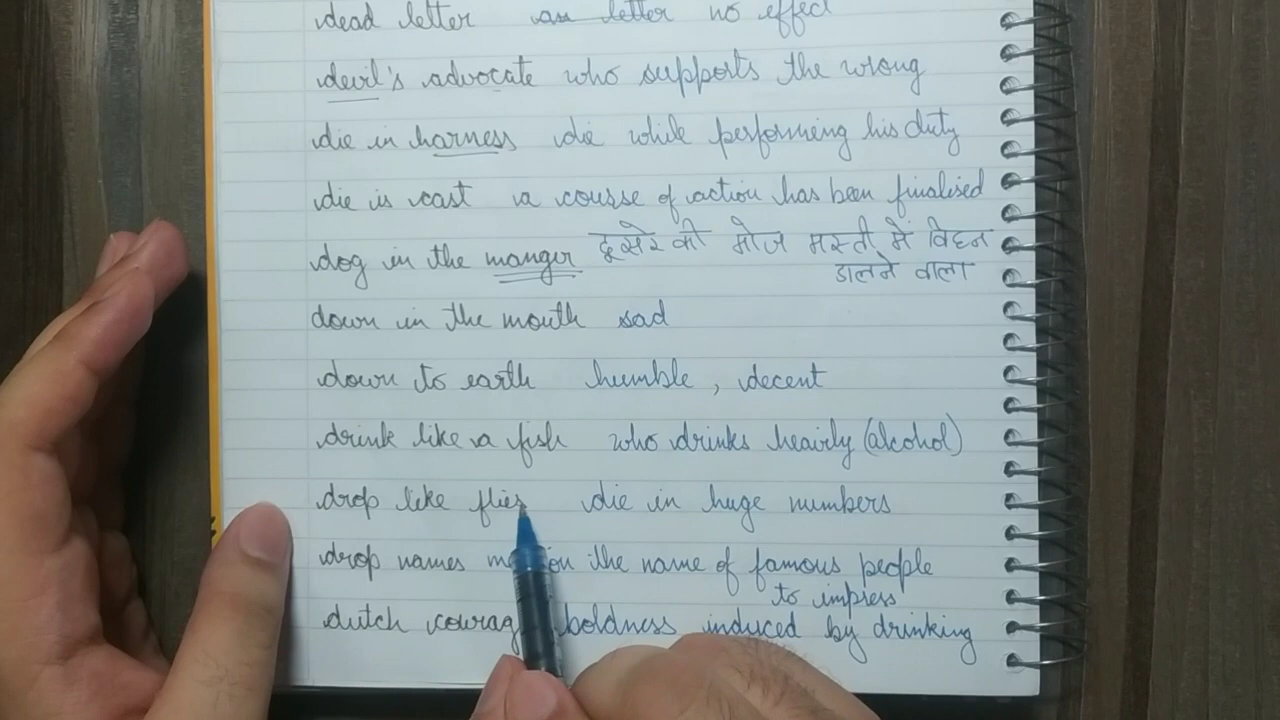 dead letter an letter no effect
devil's advocate who supports the wrong
die in harness die while performing his duty
die is cast a course of action has been finalised
dog in the manger दूसरे की मौज मस्ती में विघ्न
डालने वाला
down in the mouth sad
down to earth humble, decent
drink like a fish who drinks heavily (alcohol)
drop like flies die in huge numbers
drop names the name of famous people
to impress
dutch boldness induced by drinking